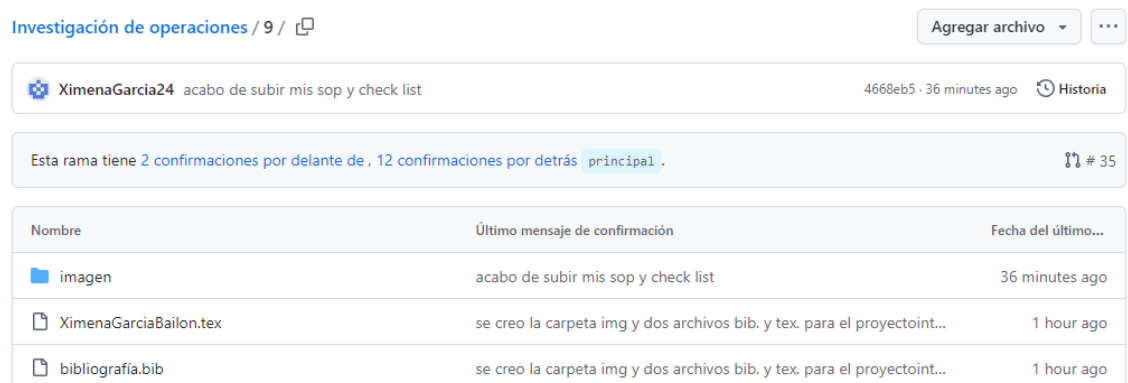 Investigación de operaciones / 9 /
Agregar archivo
XimenaGarcia24 acabo de subir mis sop y check list
4668eb5 · 36 minutes ago
Historia
Esta rama tiene 2 confirmaciones por delante de , 12 confirmaciones por detrás principal .
# 35
Nombre Último mensaje de confirmación Fecha del último...
imagen acabo de subir mis sop y check list 36 minutes ago
XimenaGarciaBailon.tex se creo la carpeta img y dos archivos bib. y tex. para el proyectoint... 1 hour ago
bibliografía.bib se creo la carpeta img y dos archivos bib. y tex. para el proyectoint... 1 hour ago